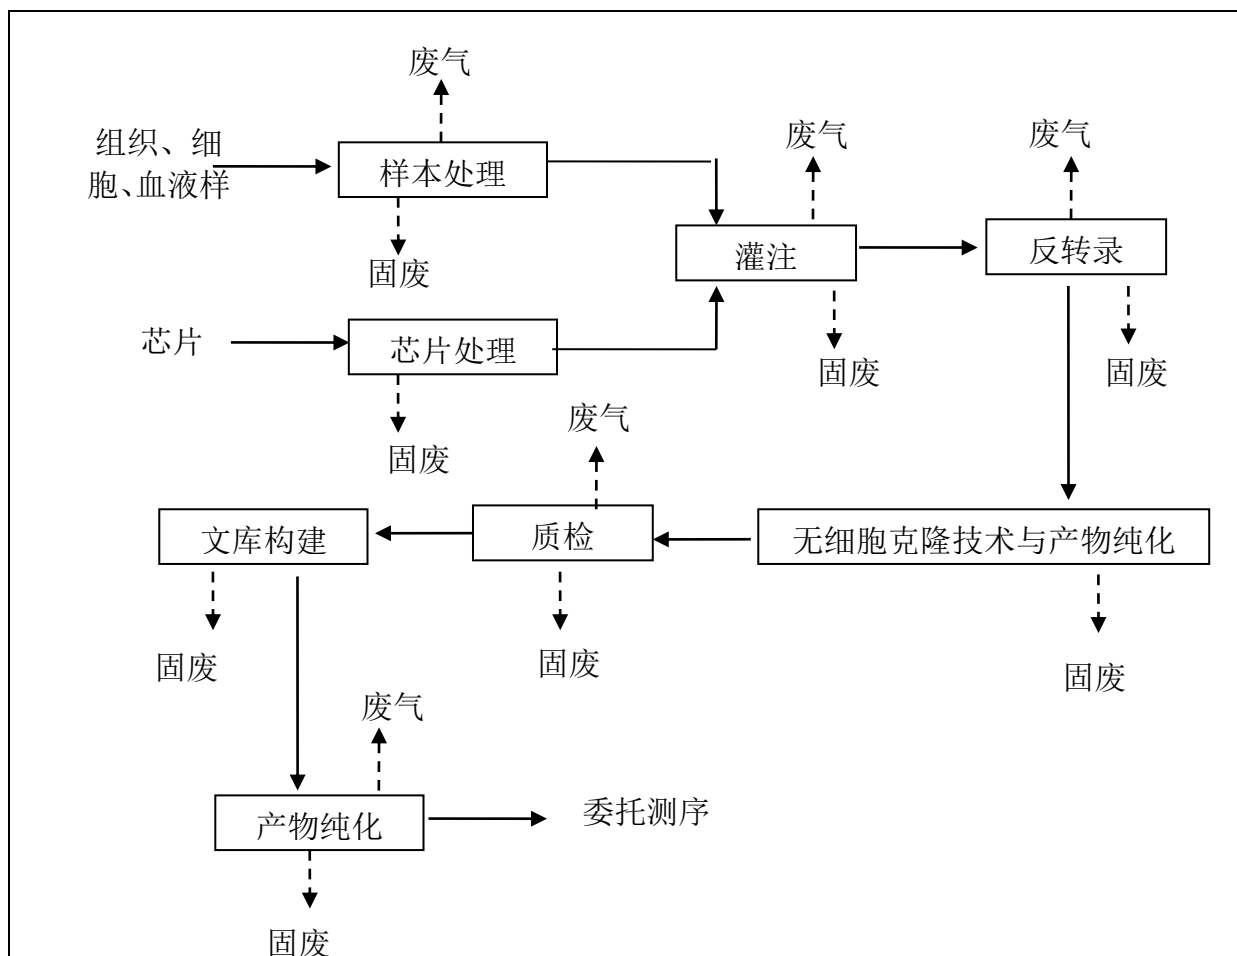 废气
组织、细
胞、血液样
样本处理
废气
废气
固废
灌注
反转录
芯片
芯片处理
固废
固废
固废
废气
文库构建
质检
无细胞克隆技术与产物纯化
固废
固废
固废
废气
产物纯化
委托测序
固废